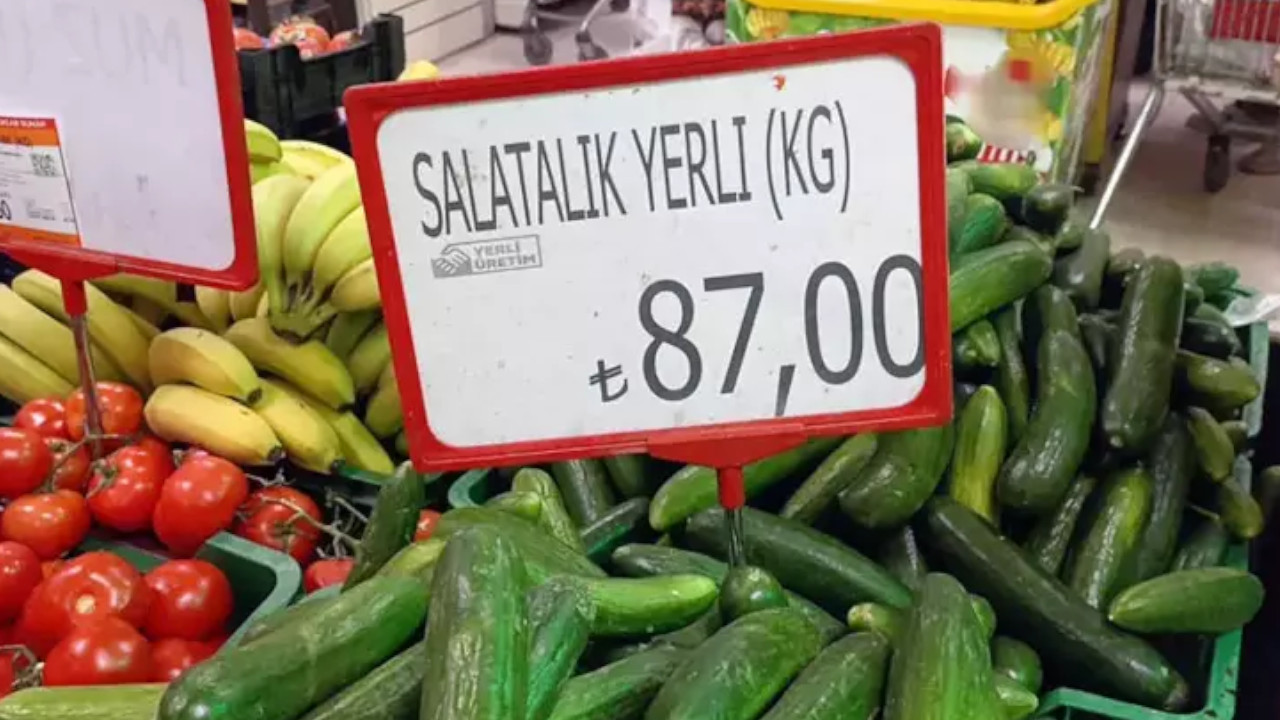 SALATALIK YERLI (KG)
YERLİ
ÜRETİM
₺87,00